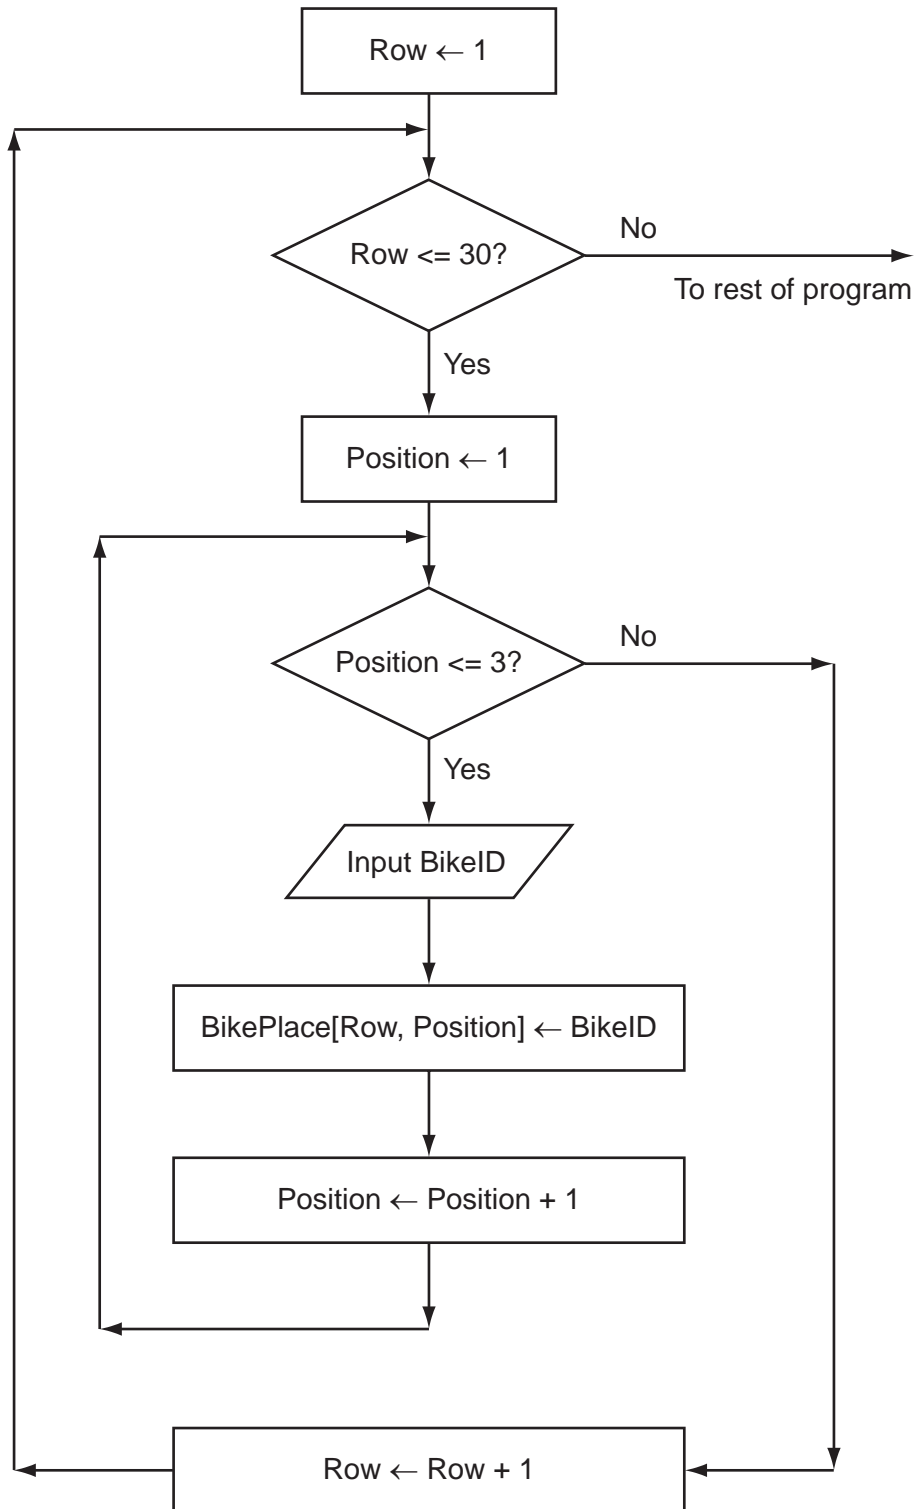 Row ← 1
Row <= 30?
No
To rest of program
Yes
Position ← 1
Position <= 3?
No
Yes
Input BikeID
BikePlace[Row, Position] ← BikeID
Position ← Position + 1
Row ← Row + 1